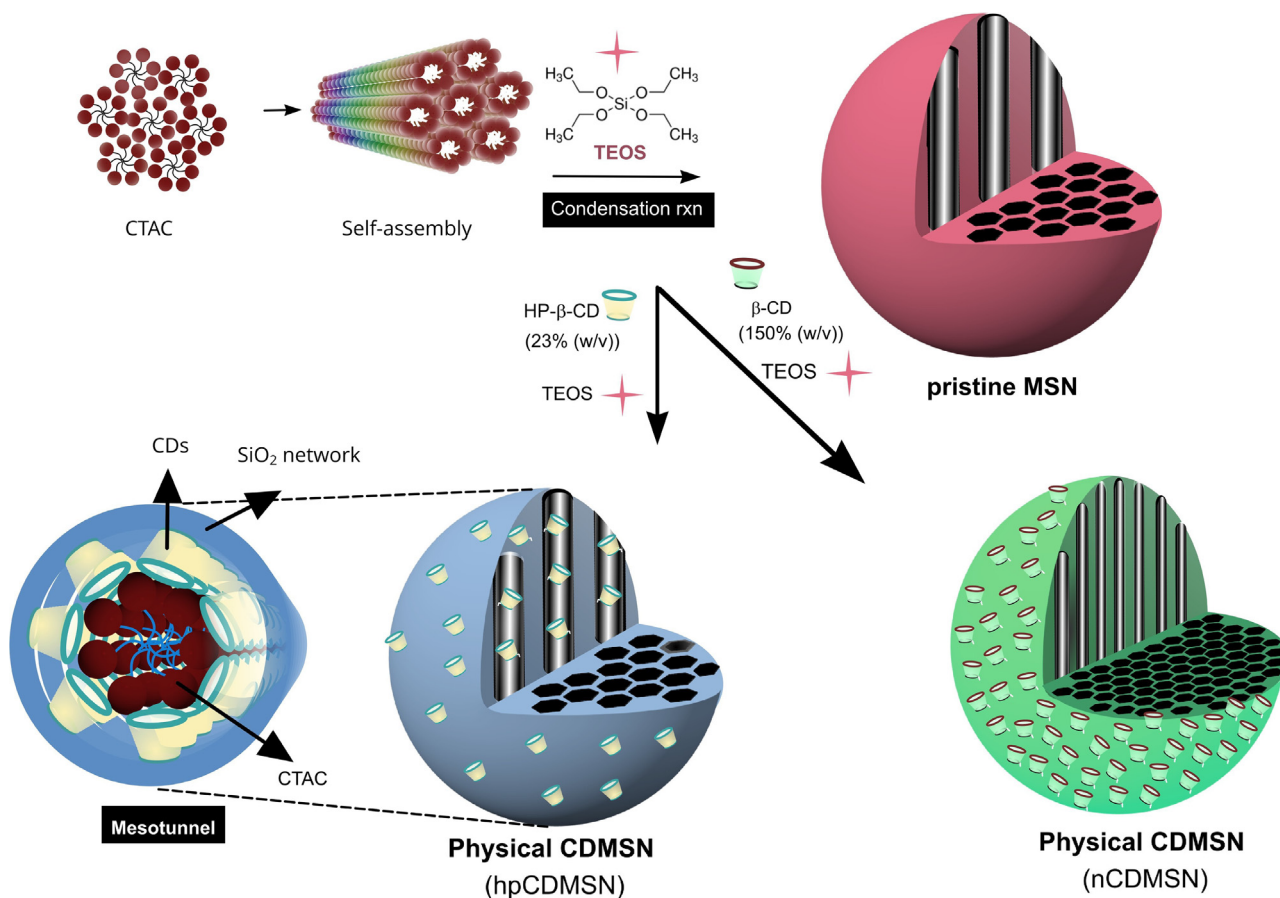 H₃C
CH₃
O
O
Si
O
O
H₃C
CH₃
TEOS
Condensation rxn
CTAC
Self-assembly
HP-β-CD
(23% (w/v))
β-CD
(150% (w/v))
TEOS
TEOS
pristine MSN
CDs
SiO₂ network
CTAC
Mesotunnel
Physical CDMSN
(hpCDMSN)
Physical CDMSN
(nCDMSN)